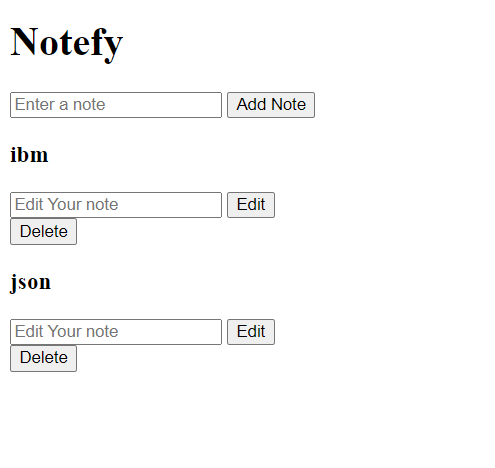 Notefy
Enter a note Add Note
ibm
Edit Your note Edit
Delete
json
Edit Your note Edit
Delete